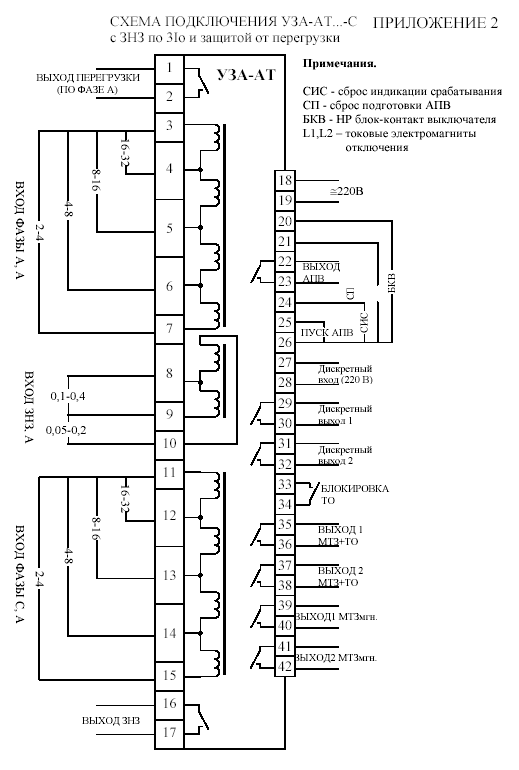 СХЕМА ПОДКЛЮЧЕНИЯ УЗА-АТ...-С
с ЗНЗ по 3Io и защитой от перегрузки
ПРИЛОЖЕНИЕ 2
Примечания.
СИС - сброс индикации срабатывания
СП - сброс подготовки АПВ
БКВ - НР блок-контакт выключателя
L1,L2 – токовые электромагниты
отключения
УЗА-АТ
ВЫХОД ПЕРЕГРУЗКИ
(ПО ФАЗЕ А)
1
2
3
4
5
6
7
16-32
8-16
4-8
2-4
ВХОД ФАЗЫ А, А
8
9
10
0,1-0,4
0,05-0,2
ВХОД ЗНЗ, А
11
12
13
14
15
16-32
8-16
4-8
2-4
ВХОД ФАЗЫ С, А
16
17
ВЫХОД ЗНЗ
18
19
≅220В
20
21
22
23
ВЫХОД
АПВ
24
25
26
ПУСК АПВ
СП
СИС
БКВ
27
28
Дискретный
вход (220 В)
29
30
Дискретный
выход 1
31
32
Дискретный
выход 2
33
34
БЛОКИРОВКА
ТО
35
36
ВЫХОД 1
МТЗ+ТО
37
38
ВЫХОД 2
МТЗ+ТО
39
40
ВЫХОД1 МТЗмгн.
41
42
ВЫХОД2 МТЗмгн.